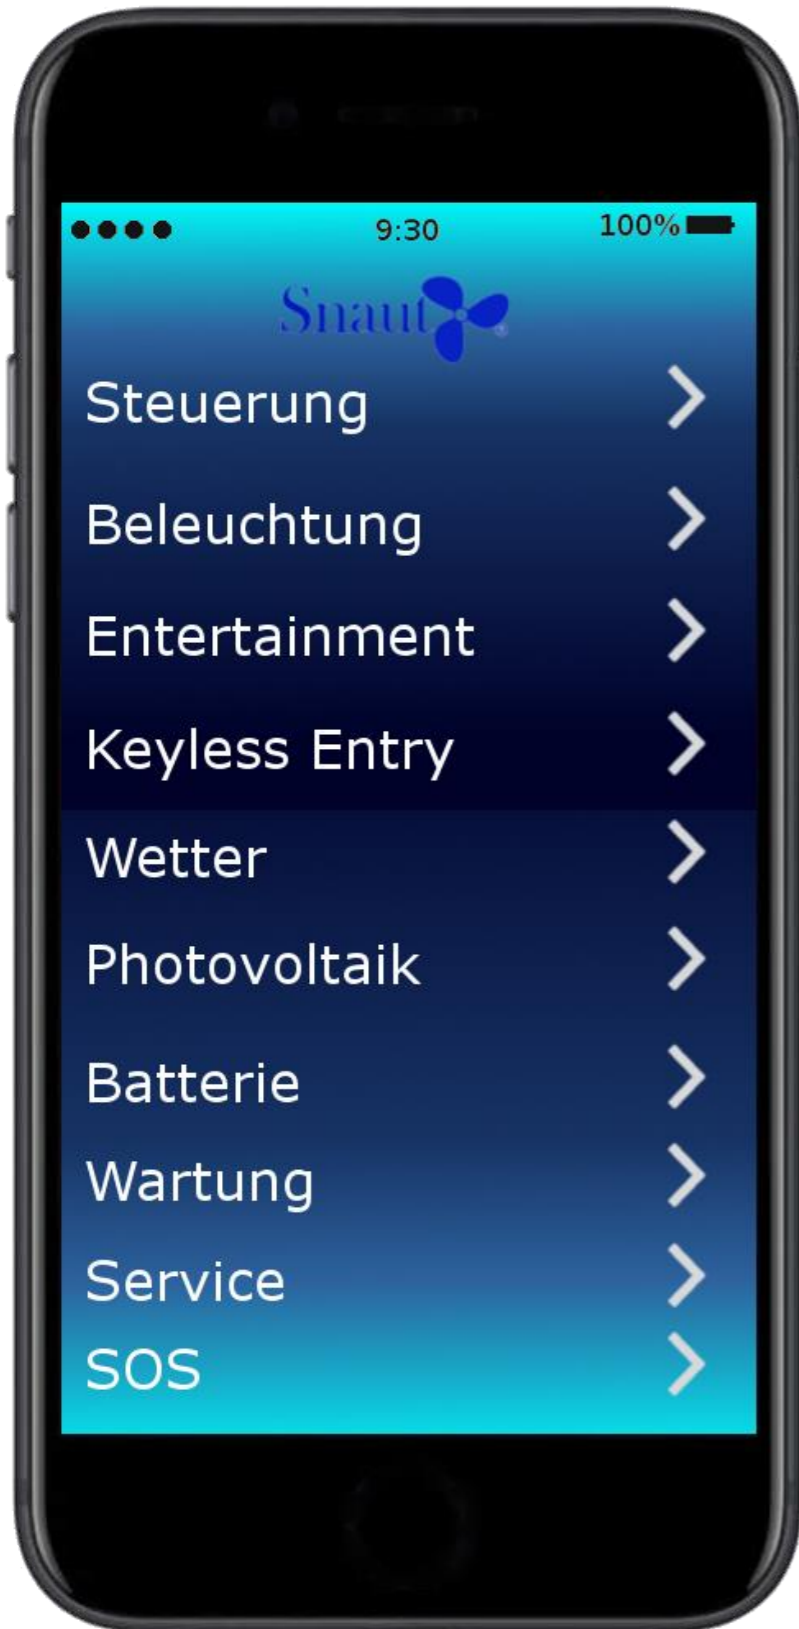 9:30 100%
Snaut
Steuerung
Beleuchtung
Entertainment
Keyless Entry
Wetter
Photovoltaik
Batterie
Wartung
Service
SOS